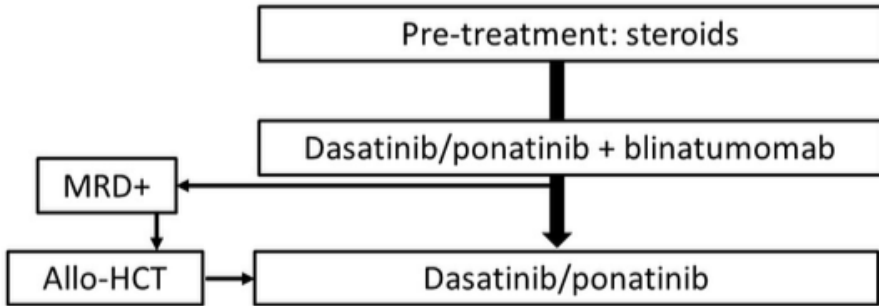 Pre-treatment: steroids
Dasatinib/ponatinib + blinatumomab
MRD+
Allo-HCT
Dasatinib/ponatinib